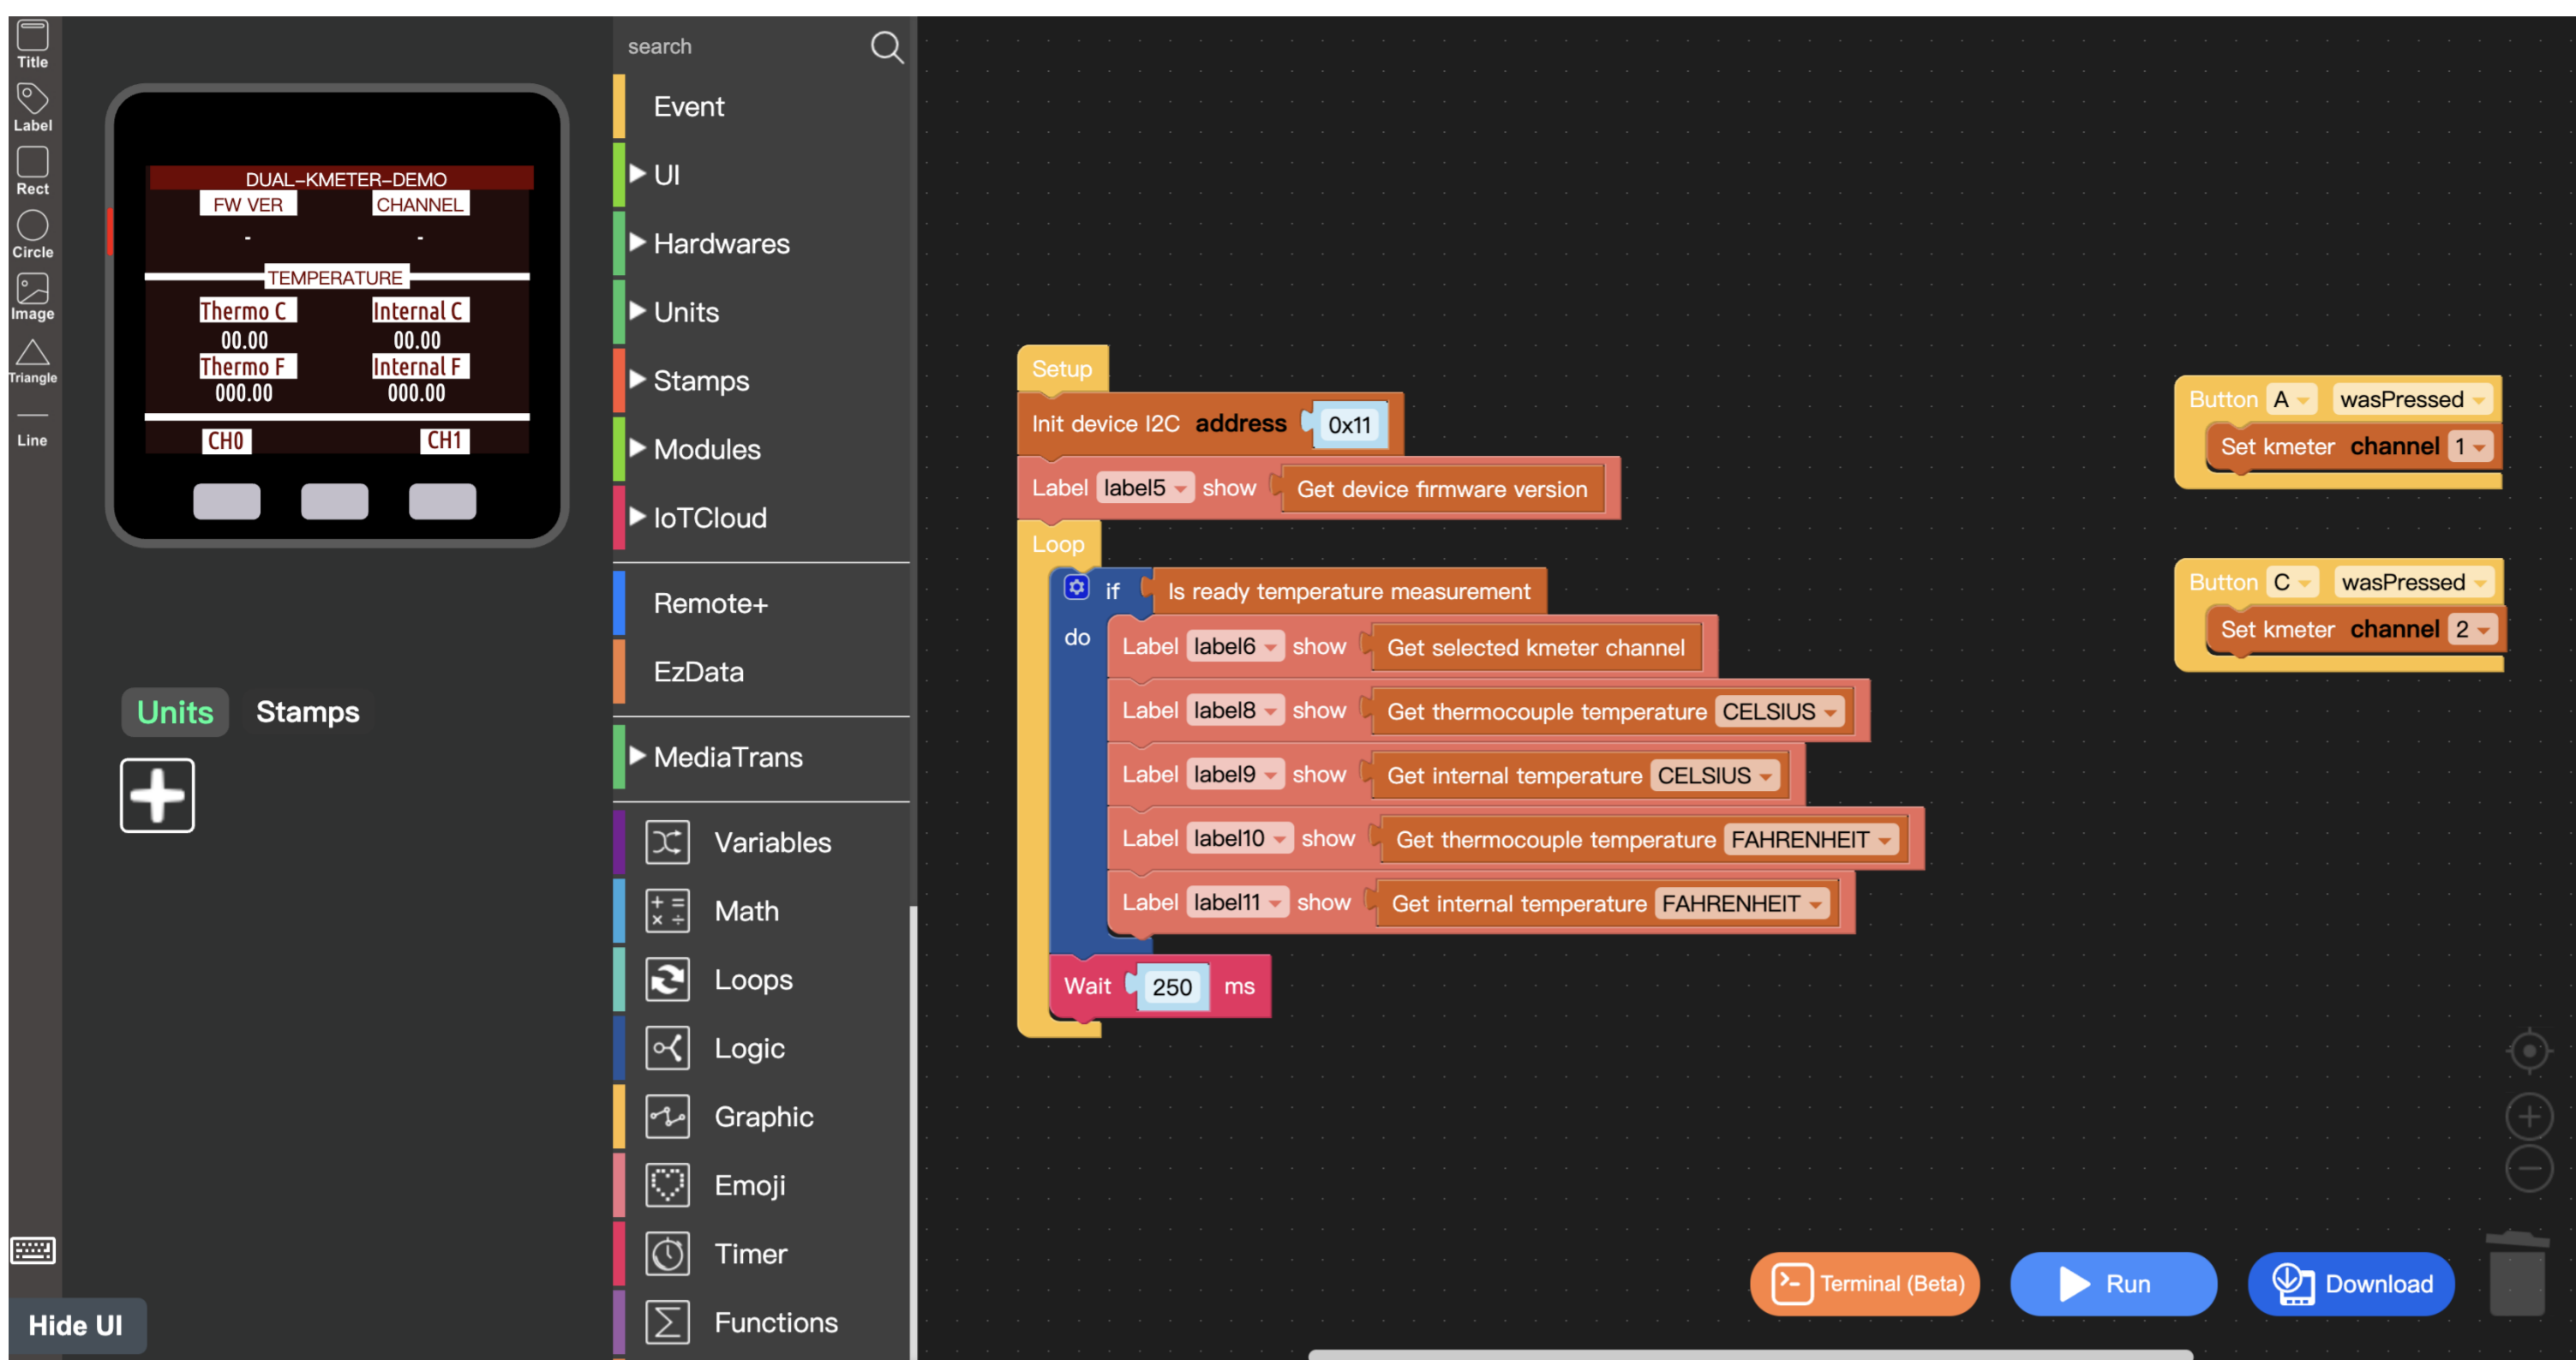 Title
Label
Rect
Circle
Image
Triangle
Line
Hide UI
DUAL-KMETER-DEMO
FW VER CHANNEL
- -
TEMPERATURE
Thermo C Internal C
00.00 00.00
Thermo F Internal F
000.00 000.00
CH0 CH1
Units Stamps
search
Event
UI
Hardwares
Units
Stamps
Modules
IoTCloud
Remote+
EzData
MediaTrans
Variables
Math
Loops
Logic
Graphic
Emoji
Timer
Functions
Setup
Init device I2C address 0x11
Label label5 show Get device firmware version
Loop
if Is ready temperature measurement
do Label label6 show Get selected kmeter channel
Label label8 show Get thermocouple temperature CELSIUS
Label label9 show Get internal temperature CELSIUS
Label label10 show Get thermocouple temperature FAHRENHEIT
Label label11 show Get internal temperature FAHRENHEIT
Wait 250 ms
Button A wasPressed
Set kmeter channel 1
Button C wasPressed
Set kmeter channel 2
Terminal (Beta) Run Download